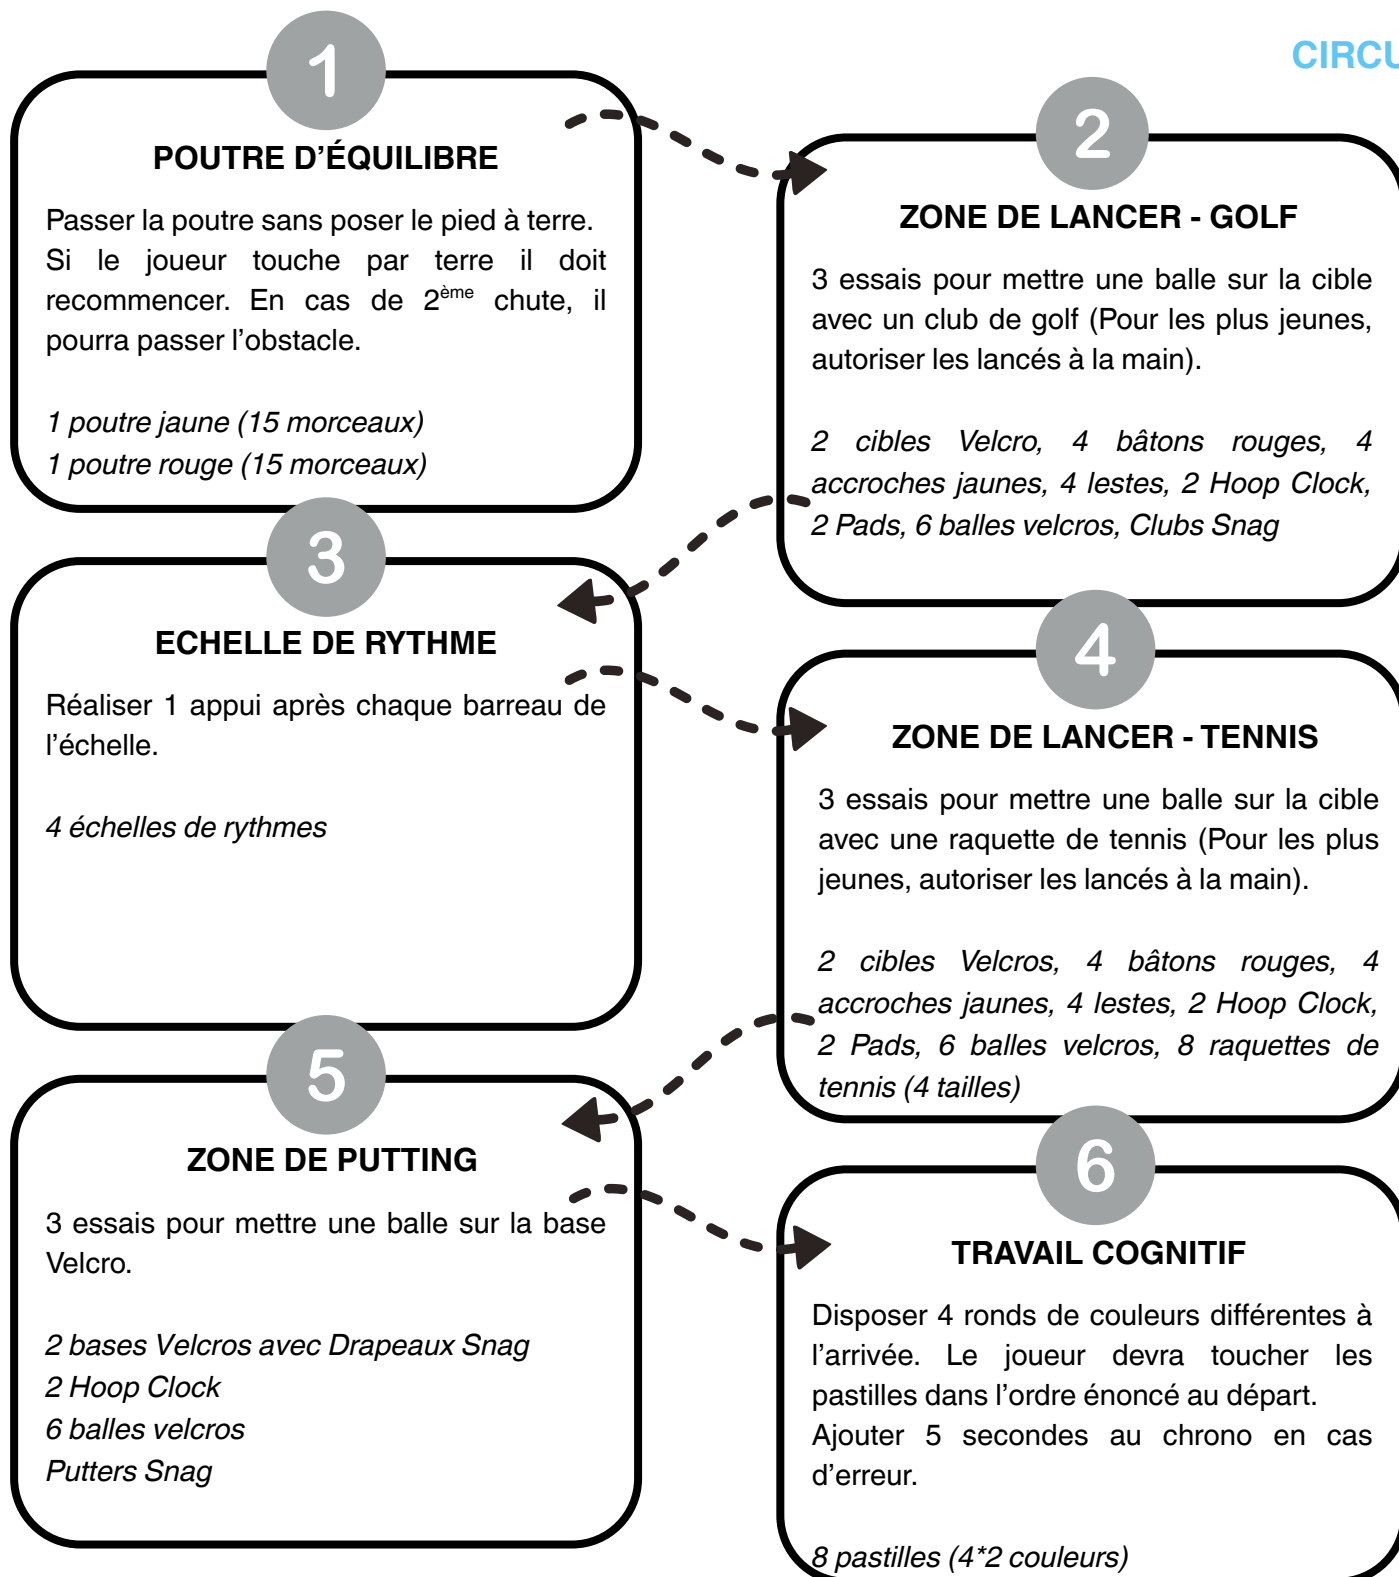 CIRCU
1
POUTRE D’ÉQUILIBRE
Passer la poutre sans poser le pied à terre.
Si le joueur touche par terre il doit
recommencer. En cas de 2ème chute, il
pourra passer l’obstacle.
1 poutre jaune (15 morceaux)
1 poutre rouge (15 morceaux)
2
ZONE DE LANCER - GOLF
3 essais pour mettre une balle sur la cible
avec un club de golf (Pour les plus jeunes,
autoriser les lancés à la main).
2 cibles Velcro, 4 bâtons rouges, 4
accroches jaunes, 4 lestes, 2 Hoop Clock,
2 Pads, 6 balles velcros, Clubs Snag
3
ECHELLE DE RYTHME
Réaliser 1 appui après chaque barreau de
l’échelle.
4 échelles de rythmes
4
ZONE DE LANCER - TENNIS
3 essais pour mettre une balle sur la cible
avec une raquette de tennis (Pour les plus
jeunes, autoriser les lancés à la main).
2 cibles Velcros, 4 bâtons rouges, 4
accroches jaunes, 4 lestes, 2 Hoop Clock,
2 Pads, 6 balles velcros, 8 raquettes de
tennis (4 tailles)
5
ZONE DE PUTTING
3 essais pour mettre une balle sur la base
Velcro.
2 bases Velcros avec Drapeaux Snag
2 Hoop Clock
6 balles velcros
Putters Snag
6
TRAVAIL COGNITIF
Disposer 4 ronds de couleurs différentes à
l’arrivée. Le joueur devra toucher les
pastilles dans l’ordre énoncé au départ.
Ajouter 5 secondes au chrono en cas
d’erreur.
8 pastilles (4*2 couleurs)